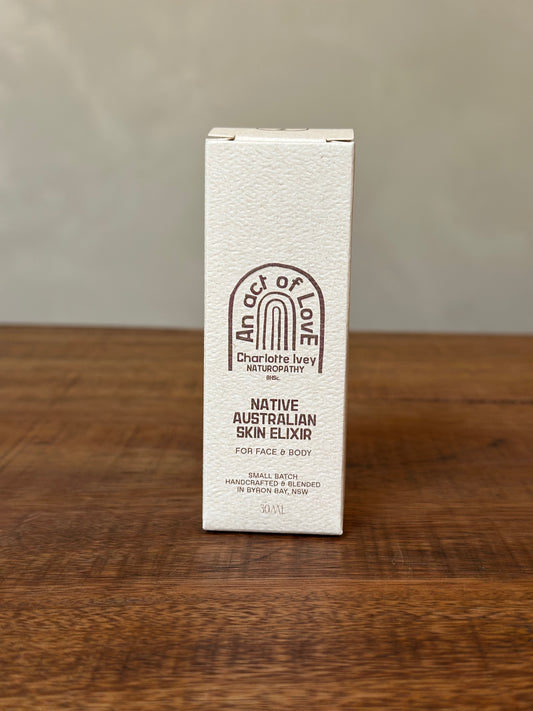 An act of LovE
Charlotte Ivey
NATUROPATHY
BHSc.
NATIVE
AUSTRALIAN
SKIN ELIXIR
FOR FACE & BODY
SMALL BATCH
HANDCRAFTED & BLENDED
IN BYRON BAY, NSW
50ML